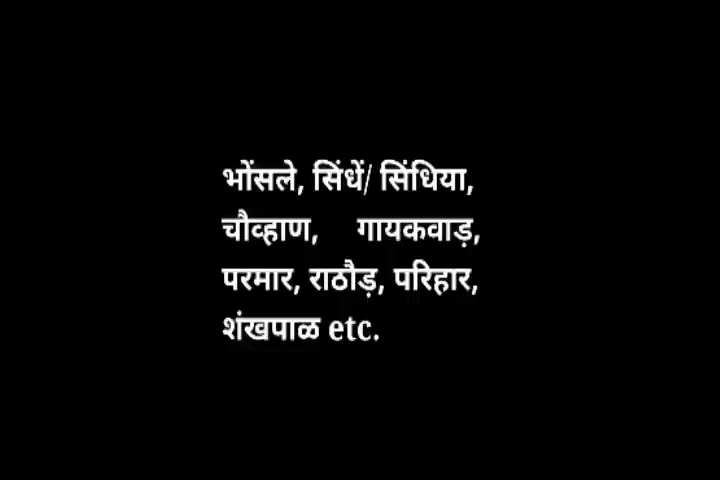 भोंसले, सिंधें/ सिंधिया,
चौव्हाण, गायकवाड़,
परमार, राठौड़, परिहार,
शंखपाळ etc.